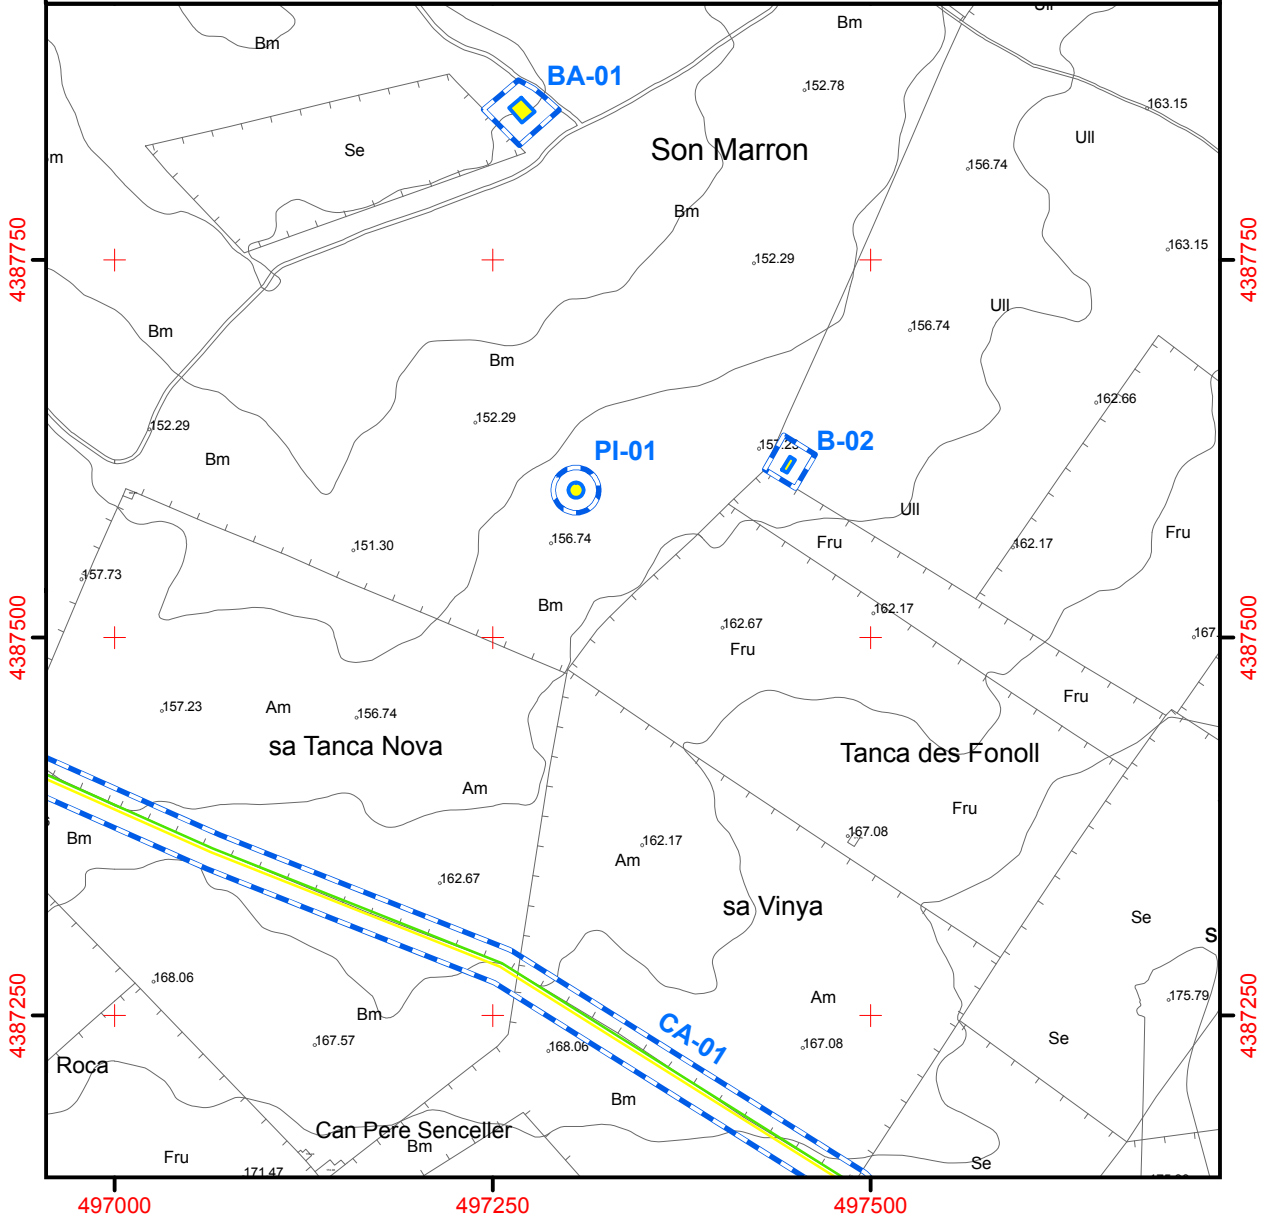 Bm
Bm
BA-01
152.78
163.15
Se
Son Marron
Ull
156.74
Bm
163.15
4387750
152.29
4387750
Ull
156.74
Bm
Bm
162.66
152.29
152.29
B-02
PI-01
Bm
Ull
156.74
151.30
Fru
162.17
Fru
157.73
Bm
162.17
162.67
4387500
4387500
Fru
Fru
157.23
Am
156.74
sa Tanca Nova
Tanca des Fonoll
Am
Fru
Bm
167.08
162.17
Am
162.67
sa Vinya
Se
168.06
175.79
Am
4387250
4387250
Bm
CA-01
167.57
168.06
167.08
Se
Roca
Bm
Can Pere Senceller
Bm
Fru
Se
171.47
497000
497250
497500